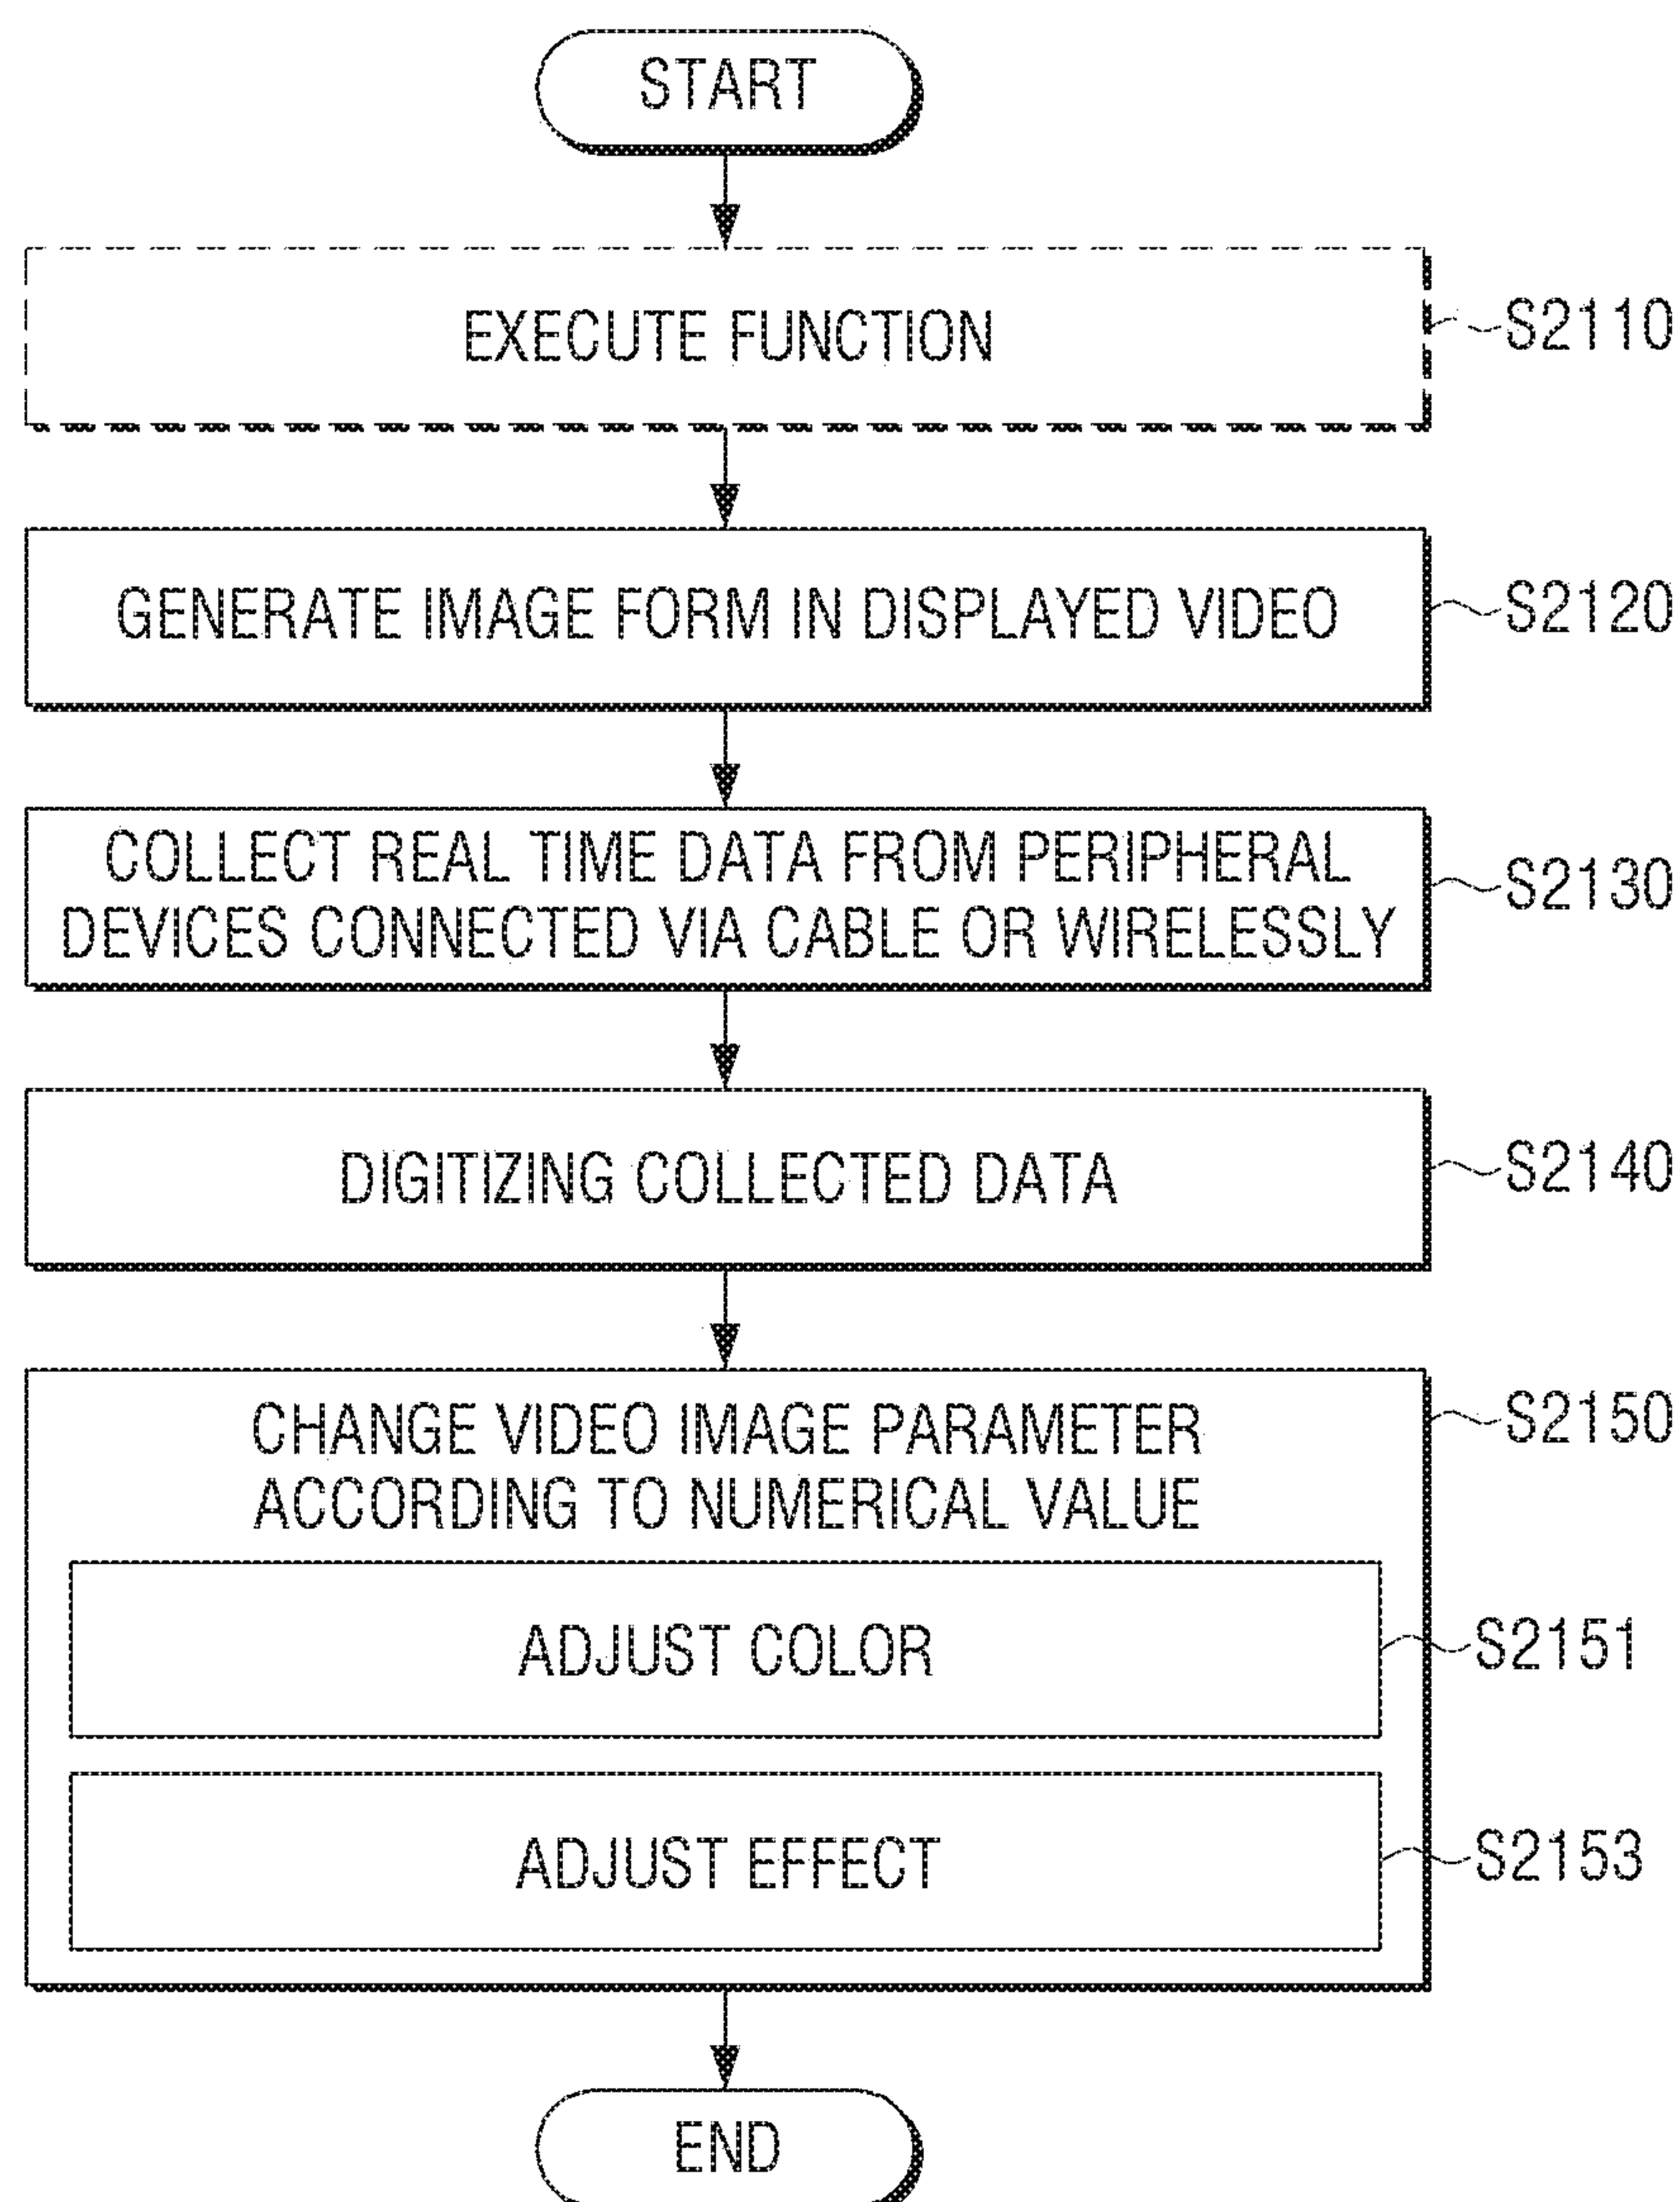 START
EXECUTE FUNCTION
S2110
GENERATE IMAGE FORM IN DISPLAYED VIDEO
S2120
COLLECT REAL TIME DATA FROM PERIPHERAL
DEVICES CONNECTED VIA CABLE OR WIRELESSLY
S2130
DIGITIZING COLLECTED DATA
S2140
CHANGE VIDEO IMAGE PARAMETER
ACCORDING TO NUMERICAL VALUE
S2150
ADJUST COLOR
S2151
ADJUST EFFECT
S2153
END